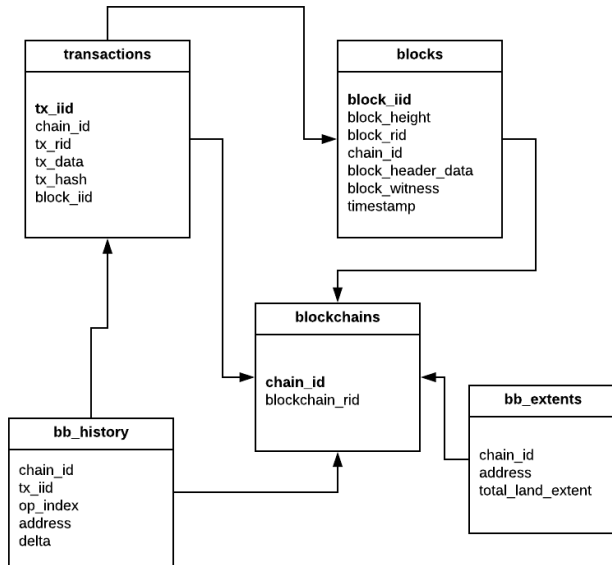 transactions
tx_iid
chain_id
tx_rid
tx_data
tx_hash
block_iid
blocks
block_iid
block_height
block_rid
chain_id
block_header_data
block_witness
timestamp
blockchains
chain_id
blockchain_rid
bb_history
chain_id
tx_iid
op_index
address
delta
bb_extents
chain_id
address
total_land_extent